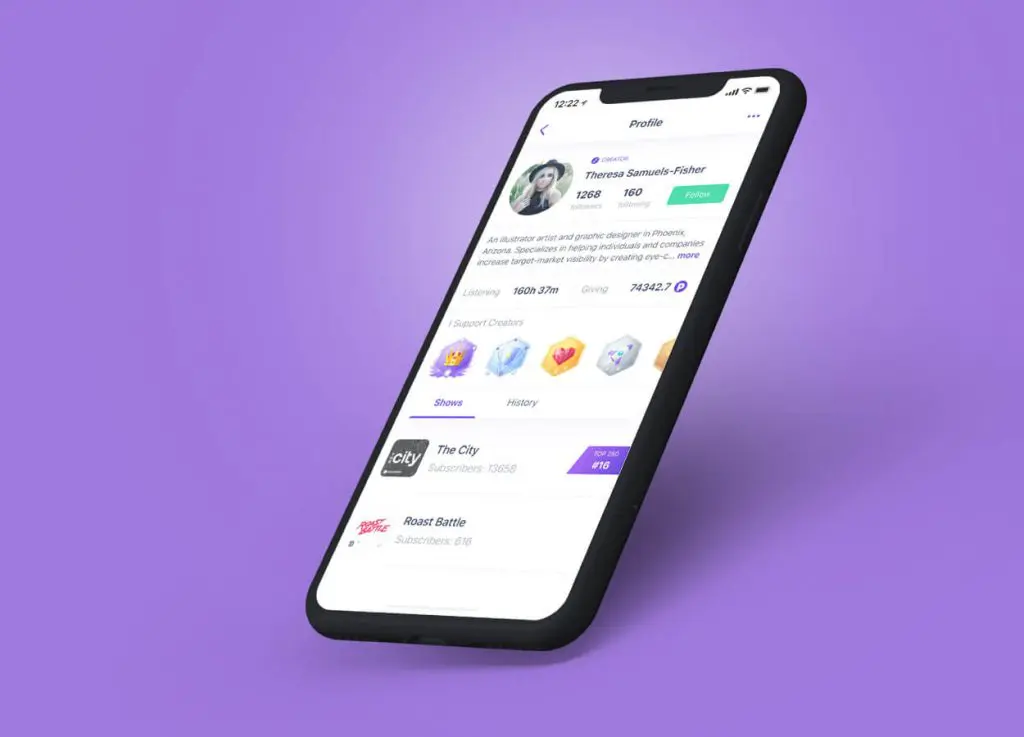 12:22
Profile
CREATOR
Theresa Samuels-Fisher
1268
160
followers
following
Follow
An illustrator artist and graphic designer in Phoenix,
Arizona. Specializes in helping individuals and companies
increase target-market visibility by creating eye-c... more
Listening 160h 37m Giving 74342.7 P
I Support Creators
Shows History
city
The City
Subscribers: 13658
TOP 250
#16
ROAST
BATTLE
Roast Battle
Subscribers: 616